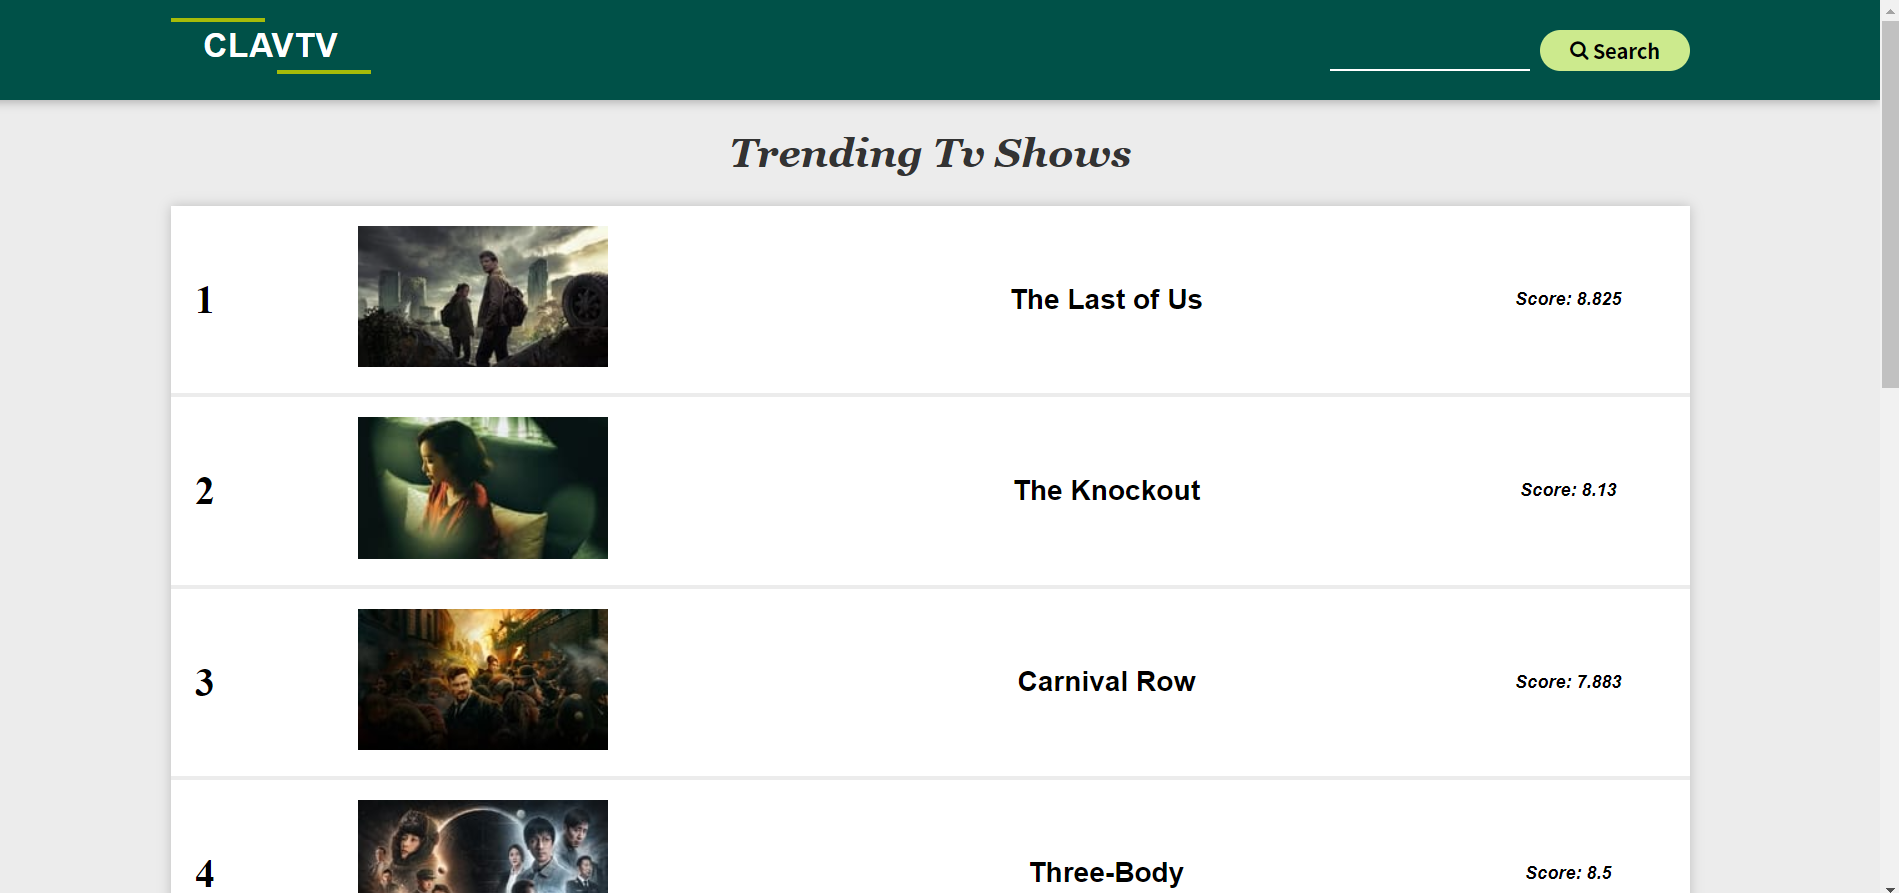 CLAVTV
Search
Trending Tv Shows
1
The Last of Us
Score: 8.825
2
The Knockout
Score: 8.13
3
Carnival Row
Score: 7.883
4
Three-Body
Score: 8.5